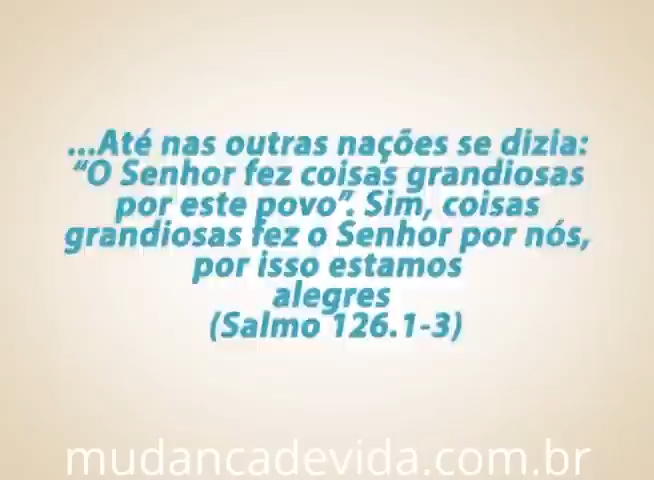 ...Até nas outras nações se dizia:
“O Senhor fez coisas grandiosas
por este povo”. Sim, coisas
grandiosas fez o Senhor por nós,
por isso estamos
alegres
(Salmo 126.1-3)
mudancadevida.com.br